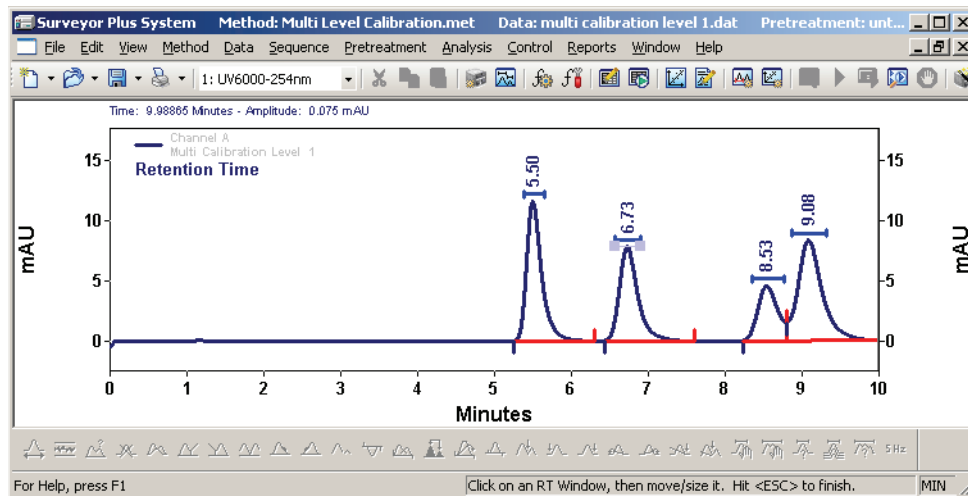 Surveyor Plus System Method: Multi Level Calibration.met Data: multi calibration level 1.dat Pretreatment: unt...
File Edit View Method Data Sequence Pretreatment Analysis Control Reports Window Help
1: UV6000-254nm
Time: 9.98865 Minutes - Amplitude: 0.075 mAU
Channel A
Multi Calibration Level 1
Retention Time
5.50
6.73
8.53
9.08
15
10
5
0
mAU
15
10
5
0
mAU
0 1 2 3 4 5 6 7 8 9 10
Minutes
5 Hz
For Help, press F1
Click on an RT Window, then move/size it. Hit <ESC> to finish.
MIN